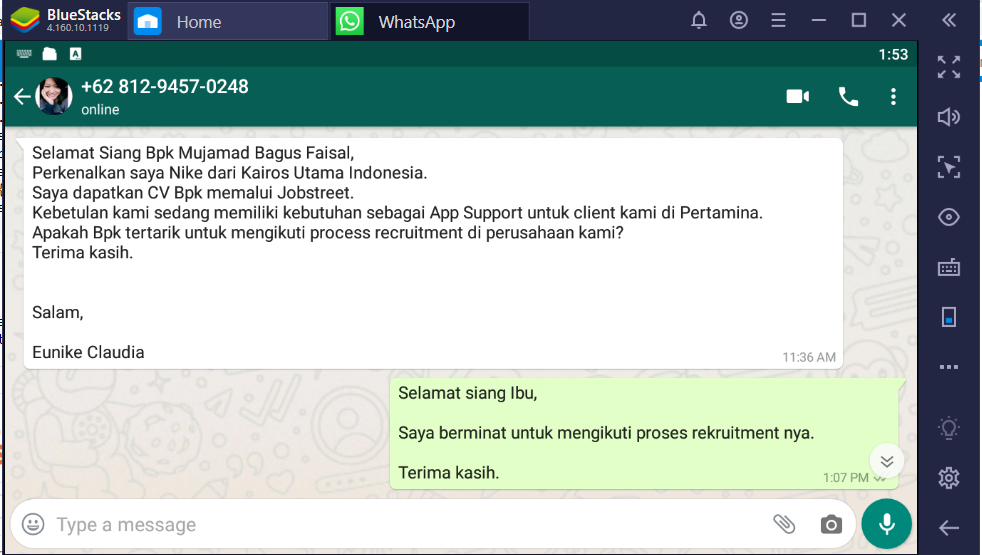 BlueStacks
4.160.10.1119
Home
WhatsApp
A
1:53
+62 812-9457-0248
online
Selamat Siang Bpk Mujamad Bagus Faisal,
Perkenalkan saya Nike dari Kairos Utama Indonesia.
Saya dapatkan CV Bpk memalui Jobstreet.
Kebetulan kami sedang memiliki kebutuhan sebagai App Support untuk client kami di Pertamina.
Apakah Bpk tertarik untuk mengikuti process recruitment di perusahaan kami?
Terima kasih.
Salam,
Eunike Claudia
11:36 AM
Selamat siang Ibu,
Saya berminat untuk mengikuti proses rekruitment nya.
Terima kasih.
1:07 PM
Type a message